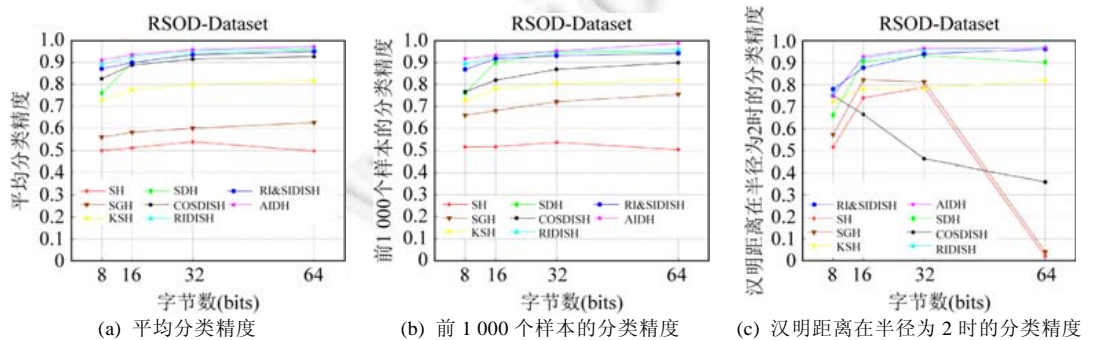 RSOD-Dataset
平均分类精度
1.0
0.9
0.8
0.7
0.6
0.5
0.4
0.3
0.2
0.1
0
SH SDH RI&SIDISH
SGH COSDISH AIDH
KSH RIDISH
8 16 32 64
字节数(bits)
(a) 平均分类精度
RSOD-Dataset
前1 000个样本的分类精度
1.0
0.9
0.8
0.7
0.6
0.5
0.4
0.3
0.2
0.1
0
SH SDH RI&SIDISH
SGH COSDISH AIDH
KSH RIDISH
8 16 32 64
字节数(bits)
(b) 前 1 000 个样本的分类精度
RSOD-Dataset
汉明距离在半径为2时的分类精度
1.0
0.9
0.8
0.7
0.6
0.5
0.4
0.3
0.2
0.1
0
RI&SIDISH AIDH
SH SDH
SGH COSDISH
KSH RIDISH
8 16 32 64
字节数(bits)
(c) 汉明距离在半径为 2 时的分类精度